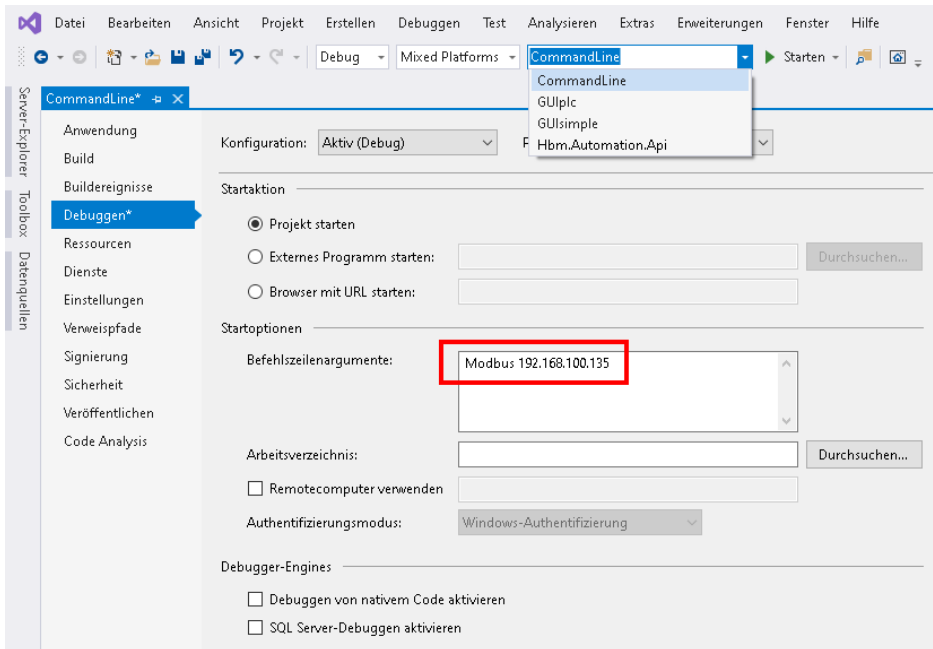 Datei Bearbeiten Ansicht Projekt Erstellen Debuggen Test Analysieren Extras Erweiterungen Fenster Hilfe
Debug Mixed Platforms CommandLine Starten
CommandLine
GUIplc
GUIsimple
Hbm.Automation.Api
Server-Explorer
Toolbox
Datenquellen
CommandLine*
Anwendung
Build
Buildereignisse
Debuggen*
Ressourcen
Dienste
Einstellungen
Verweispfade
Signierung
Sicherheit
Veröffentlichen
Code Analysis
Konfiguration: Aktiv (Debug)
Startaktion
Projekt starten
Externes Programm starten: Durchsuchen...
Browser mit URL starten:
Startoptionen
Befehlszeilenargumente: Modbus 192.168.100.135
Arbeitsverzeichnis: Durchsuchen...
Remotecomputer verwenden
Authentifizierungsmodus: Windows-Authentifizierung
Debugger-Engines
Debuggen von nativem Code aktivieren
SQL Server-Debuggen aktivieren